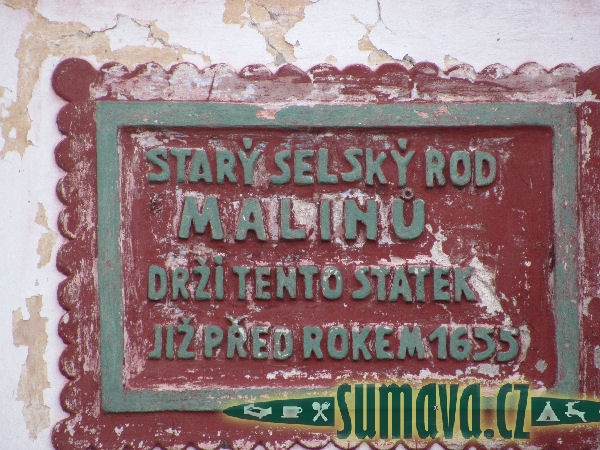 STARÝ SELSKÝ ROD
MALINŮ
DRŽÍ TENTO STATEK
JIŽ PŘED ROKEM 1655
sumava.cz